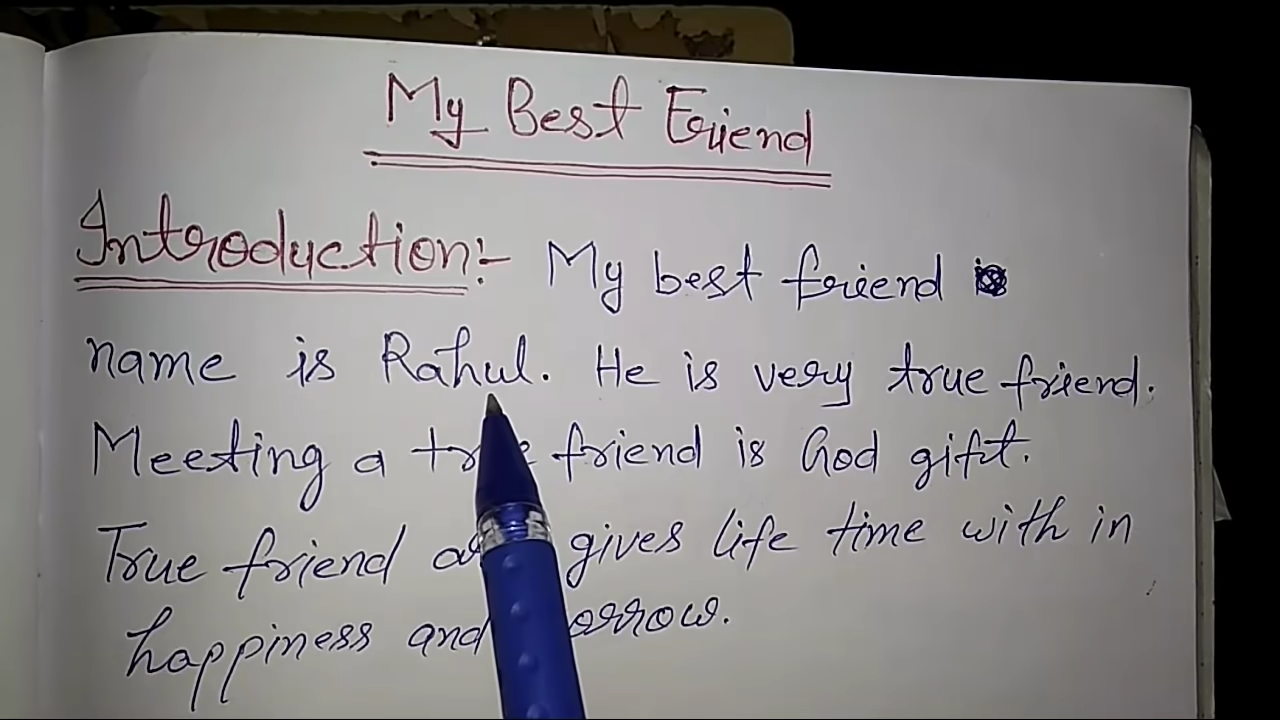 My Best Friend
Introduction:- My best friend
name is Rahul. He is very true friend.
Meeting a friend is God gift.
True friend gives life time with in
happiness and